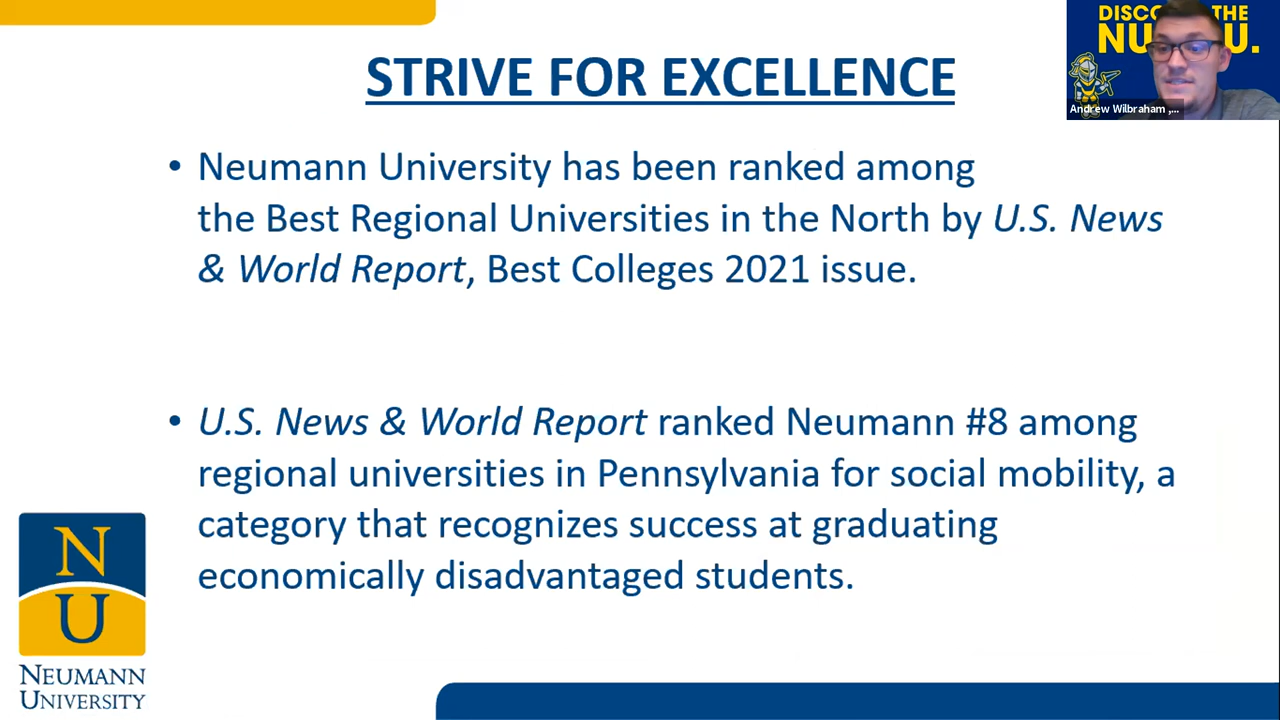 STRIVE FOR EXCELLENCE
DISCO THE
NU U.
Andrew Wilbraham ,...
• Neumann University has been ranked among
the Best Regional Universities in the North by U.S. News
& World Report, Best Colleges 2021 issue.
• U.S. News & World Report ranked Neumann #8 among
regional universities in Pennsylvania for social mobility, a
category that recognizes success at graduating
economically disadvantaged students.
N
U
NEUMANN
UNIVERSITY